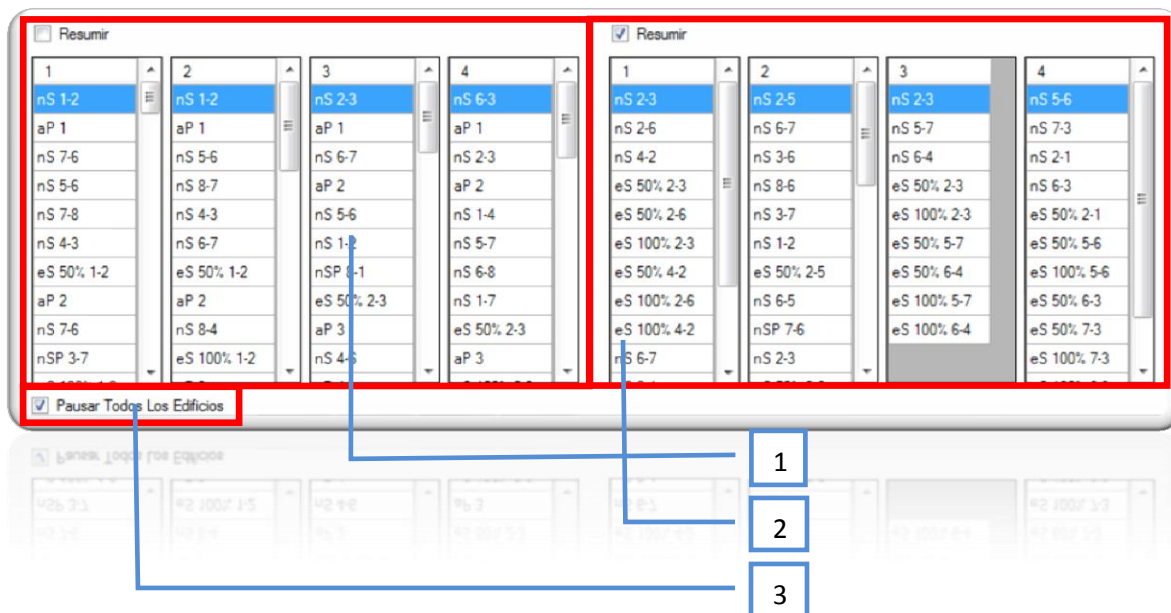 Resumir
1
nS 1-2
aP 1
nS 7-6
nS 5-6
nS 7-8
nS 4-3
eS 50% 1-2
aP 2
nS 7-6
nSP 3-7
2
nS 1-2
aP 1
nS 5-6
nS 8-7
nS 4-3
nS 6-7
eS 50% 1-2
aP 2
nS 8-4
eS 100% 1-2
3
nS 2-3
aP 1
nS 6-7
aP 2
nS 5-6
nS 1-2
nSP 8-1
eS 50% 2-3
aP 3
nS 4-6
4
nS 6-3
aP 1
nS 2-3
aP 2
nS 1-4
nS 5-7
nS 6-8
nS 1-7
eS 50% 2-3
aP 3
Resumir
1
nS 2-3
nS 2-6
nS 4-2
eS 50% 2-3
eS 50% 2-6
eS 100% 2-3
eS 50% 4-2
eS 100% 2-6
eS 100% 4-2
nS 6-7
2
nS 2-5
nS 6-7
nS 3-6
nS 8-6
nS 3-7
nS 1-2
eS 50% 2-5
nS 6-5
nSP 7-6
nS 2-3
3
nS 2-3
nS 5-7
nS 6-4
eS 50% 2-3
eS 100% 2-3
eS 50% 5-7
eS 50% 6-4
eS 100% 5-7
eS 100% 6-4
4
nS 5-6
nS 7-3
nS 2-1
nS 6-3
eS 50% 2-1
eS 50% 5-6
eS 100% 5-6
eS 50% 6-3
eS 50% 7-3
eS 100% 7-3
Pausar Todos Los Edificios
1
2
3